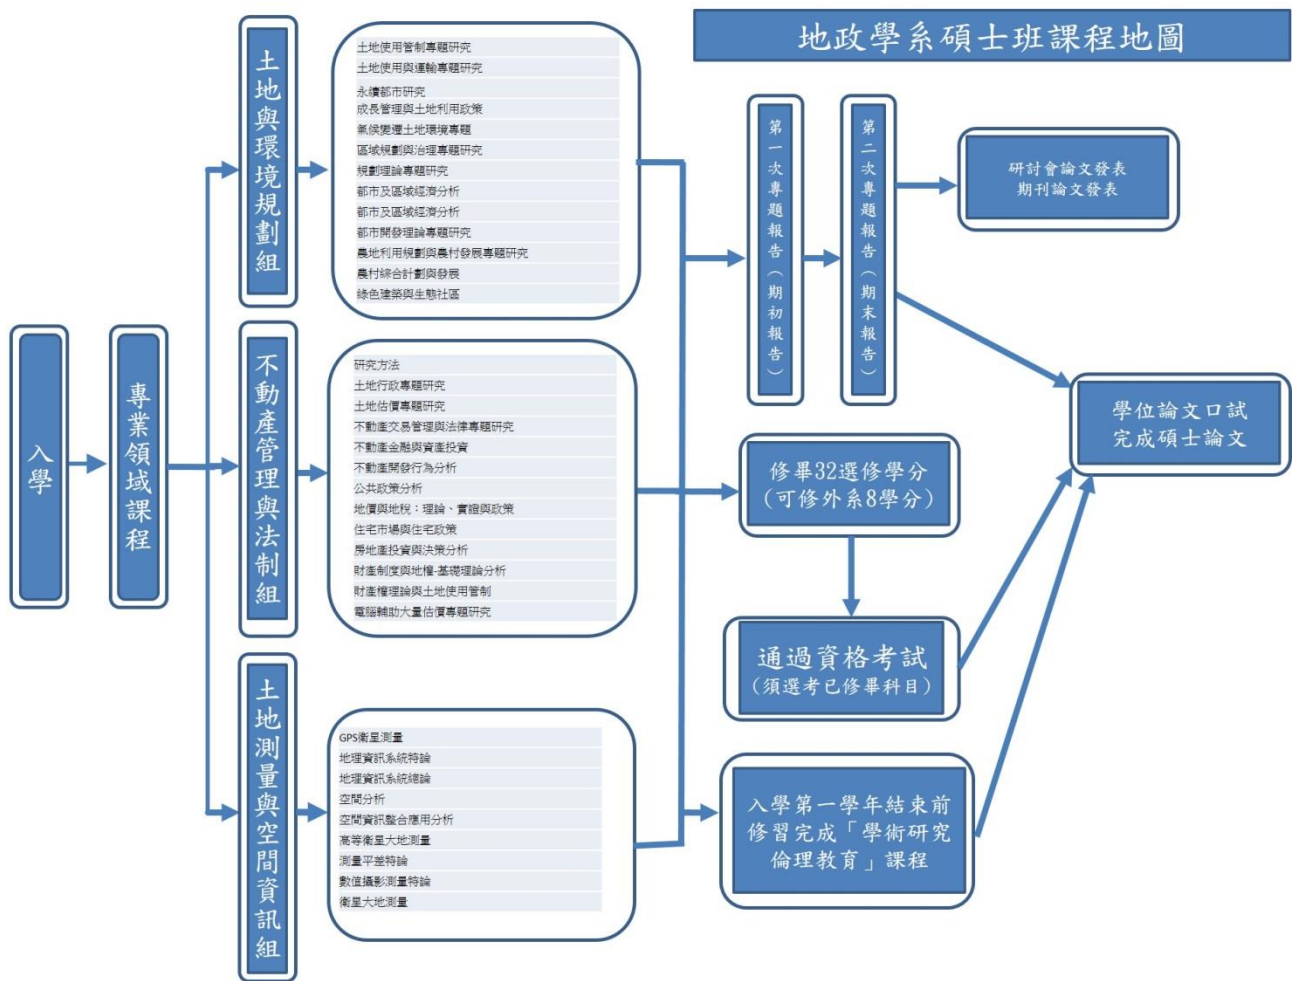 地政學系碩士班課程地圖
入學
專業領域課程
土地與環境規劃組
土地使用管制專題研究
土地使用與運輸專題研究
永續都市研究
成長管理與土地利用政策
氣候變遷土地環境專題
區域規劃與治理專題研究
規劃理論專題研究
都市及區域經濟分析
都市及區域經濟分析
都市開發理論專題研究
農地利用規劃與農村發展專題研究
農村綜合計劃與發展
綠色建築與生態社區
不動產管理與法制組
研究方法
土地行政專題研究
土地估價專題研究
不動產交易管理與法律專題研究
不動產金融與資產投資
不動產開發行為分析
公共政策分析
地價與地稅：理論、實證與政策
住宅市場與住宅政策
房地產投資與決策分析
財產制度與地權-基礎理論分析
財產權理論與土地使用管制
電腦輔助大量估價專題研究
土地測量與空間資訊組
GPS衛星測量
地理資訊系統特論
地理資訊系統總論
空間分析
空間資訊整合應用分析
高等衛星大地測量
測量平差特論
數值攝影測量特論
衛星大地測量
第一次專題報告（期初報告）
第二次專題報告（期末報告）
研討會論文發表
期刊論文發表
修畢32選修學分
(可修外系8學分)
通過資格考試
(須選考已修畢科目)
入學第一學年結束前
修習完成「學術研究
倫理教育」課程
學位論文口試
完成碩士論文